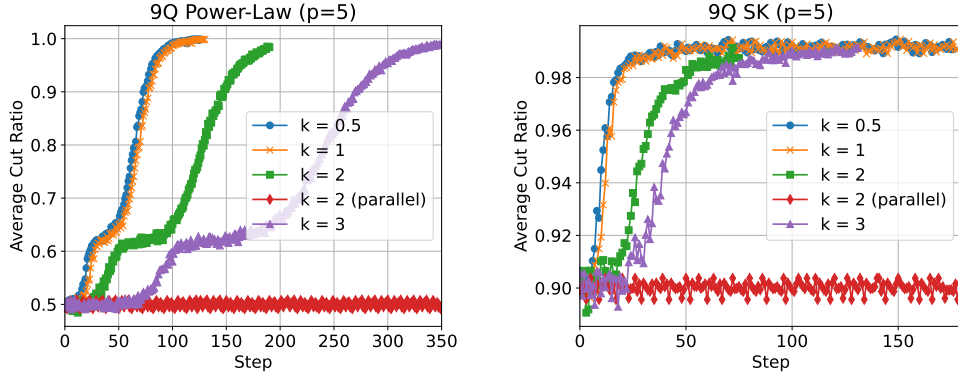 9Q Power-Law (p=5)
Average Cut Ratio
1.0
0.9
0.8
0.7
0.6
0.5
k = 0.5
k = 1
k = 2
k = 2 (parallel)
k = 3
0 50 100 150 200 250 300 350
Step
9Q SK (p=5)
Average Cut Ratio
0.98
0.96
0.94
0.92
0.90
k = 0.5
k = 1
k = 2
k = 2 (parallel)
k = 3
0 50 100 150
Step